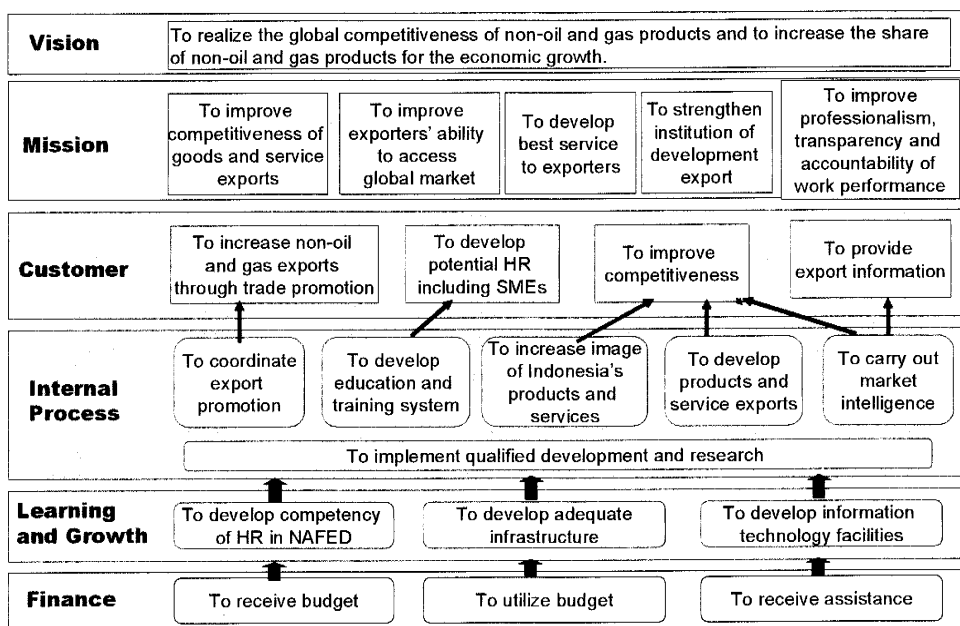 Vision
To realize the global competitiveness of non-oil and gas products and to increase the share
of non-oil and gas products for the economic growth.
Mission
To improve
competitiveness of
goods and service
exports
To improve
exporters' ability
to access
global market
To develop
best service
to exporters
To strengthen
institution of
development
export
To improve
professionalism,
transparency and
accountability of
work performance
Customer
To increase non-oil
and gas exports
through trade promotion
To develop
potential HR
including SMEs
To improve
competitiveness
To provide
export information
Internal
Process
To coordinate
export
promotion
To develop
education and
training system
To increase image
of Indonesia's
products and
services
To develop
products and
service exports
To carry out
market
intelligence
To implement qualified development and research
Learning
and Growth
To develop competency
of HR in NAFED
To develop adequate
infrastructure
To develop information
technology facilities
Finance
To receive budget
To utilize budget
To receive assistance